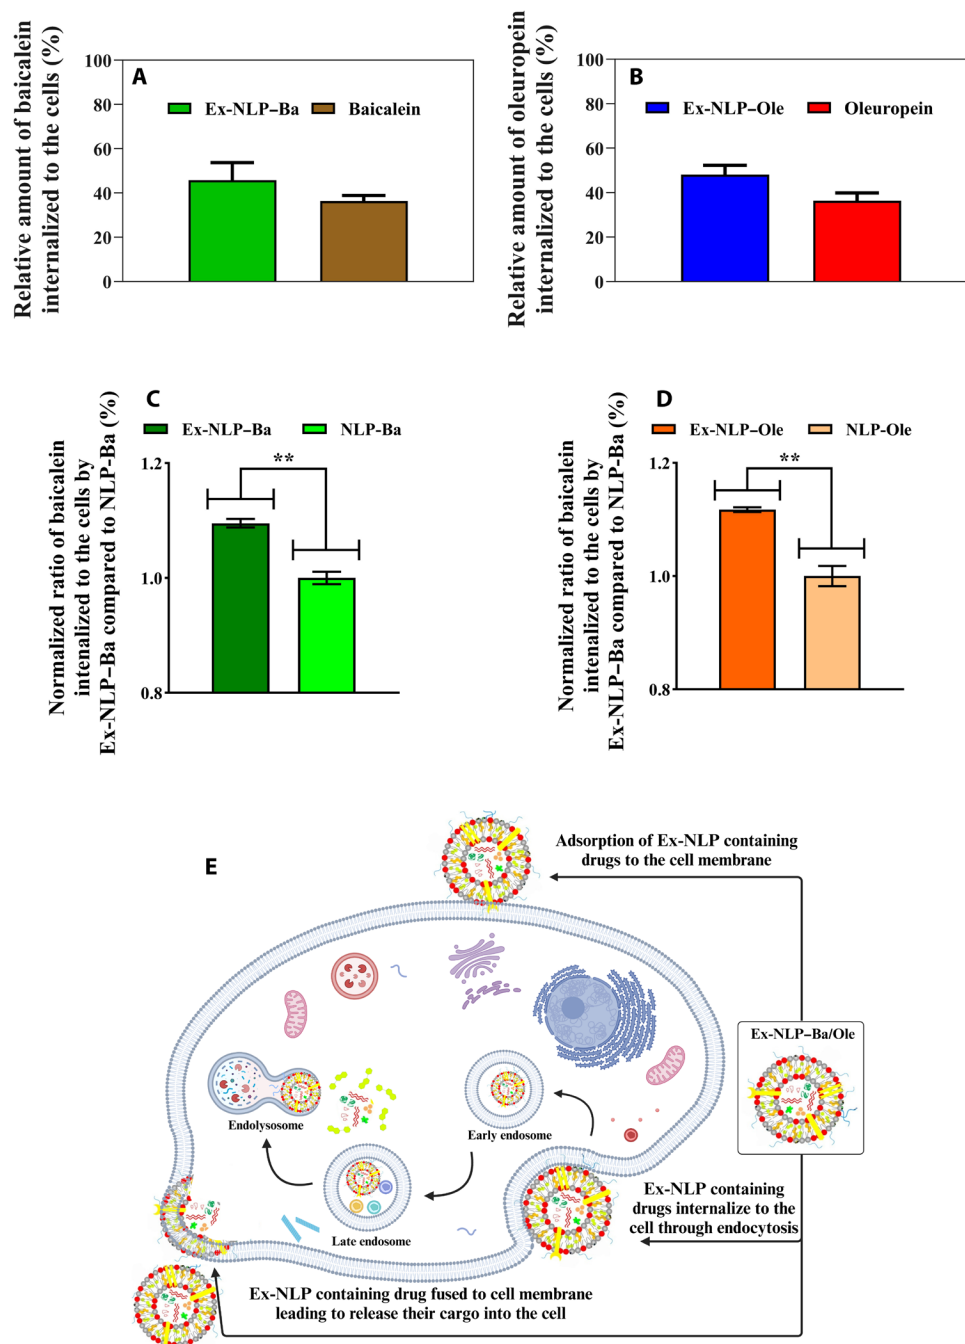 Relative amount of baicalein
internalized to the cells (%)
A
Ex-NLP–Ba
Baicalein
100
80
60
40
20
0
Relative amount of oleuropein
internalized to the cells (%)
B
Ex-NLP–Ole
Oleuropein
100
80
60
40
20
0
Normalized ratio of baicalein
intenalized to the cells by
Ex-NLP–Ba compared to NLP-Ba (%)
C
Ex-NLP–Ba
NLP-Ba
**
1.2
1.0
0.8
Normalized ratio of baicalein
intenalized to the cells by
Ex-NLP–Ba compared to NLP-Ba (%)
D
Ex-NLP–Ole
NLP-Ole
**
1.2
1.0
0.8
E
Adsorption of Ex-NLP containing
drugs to the cell membrane
Ex-NLP–Ba/Ole
Endolysosome
Early endosome
Late endosome
Ex-NLP containing
drugs internalize to the
cell through endocytosis
Ex-NLP containing drug fused to cell membrane
leading to release their cargo into the cell